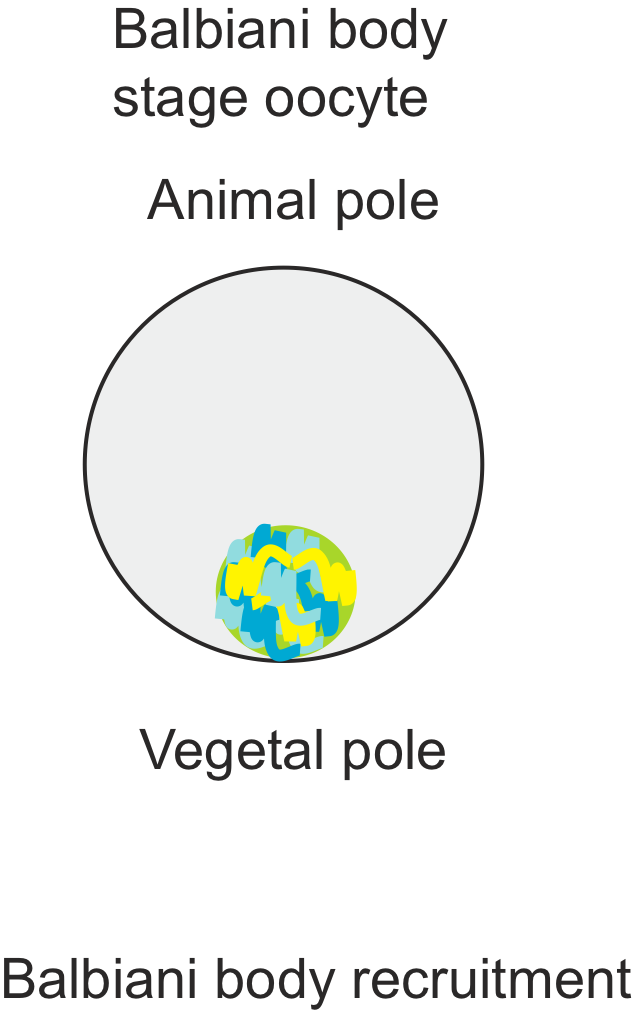 Balbiani body
stage oocyte
Animal pole
Vegetal pole
Balbiani body recruitment